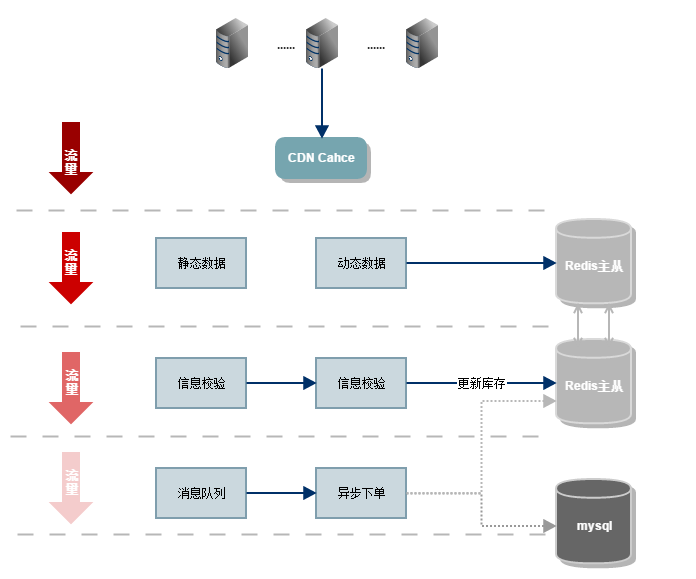 ...... ......
CDN Cahce
流量
流量
静态数据
动态数据
Redis主从
流量
信息校验
信息校验
更新库存
Redis主从
流量
消息队列
异步下单
mysql